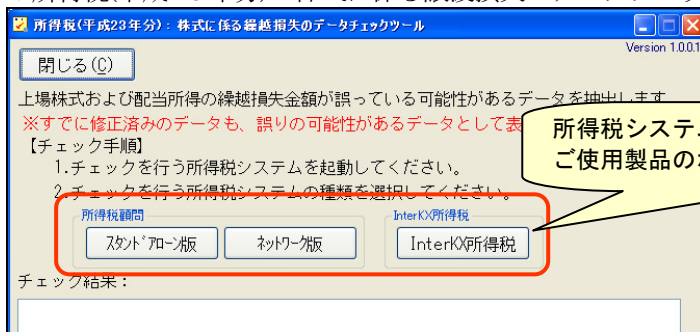 所得税(平成23年分)：株式に係る繰越損失のデータチェックツール
Version 1.0.0.1
閉じる(C)
上場株式および配当所得の繰越損失金額が誤っている可能性があるデータを抽出します
※すでに修正済みのデータも、誤りの可能性があるデータとして表
所得税システ
ご使用製品の
【チェック手順】
1.チェックを行う所得税システムを起動してください。
2.チェックを行う所得税システムの種類を選択してください。
所得税顧問
InterKX所得税
スタンドアローン版
ネットワーク版
InterKX所得税
チェック結果：